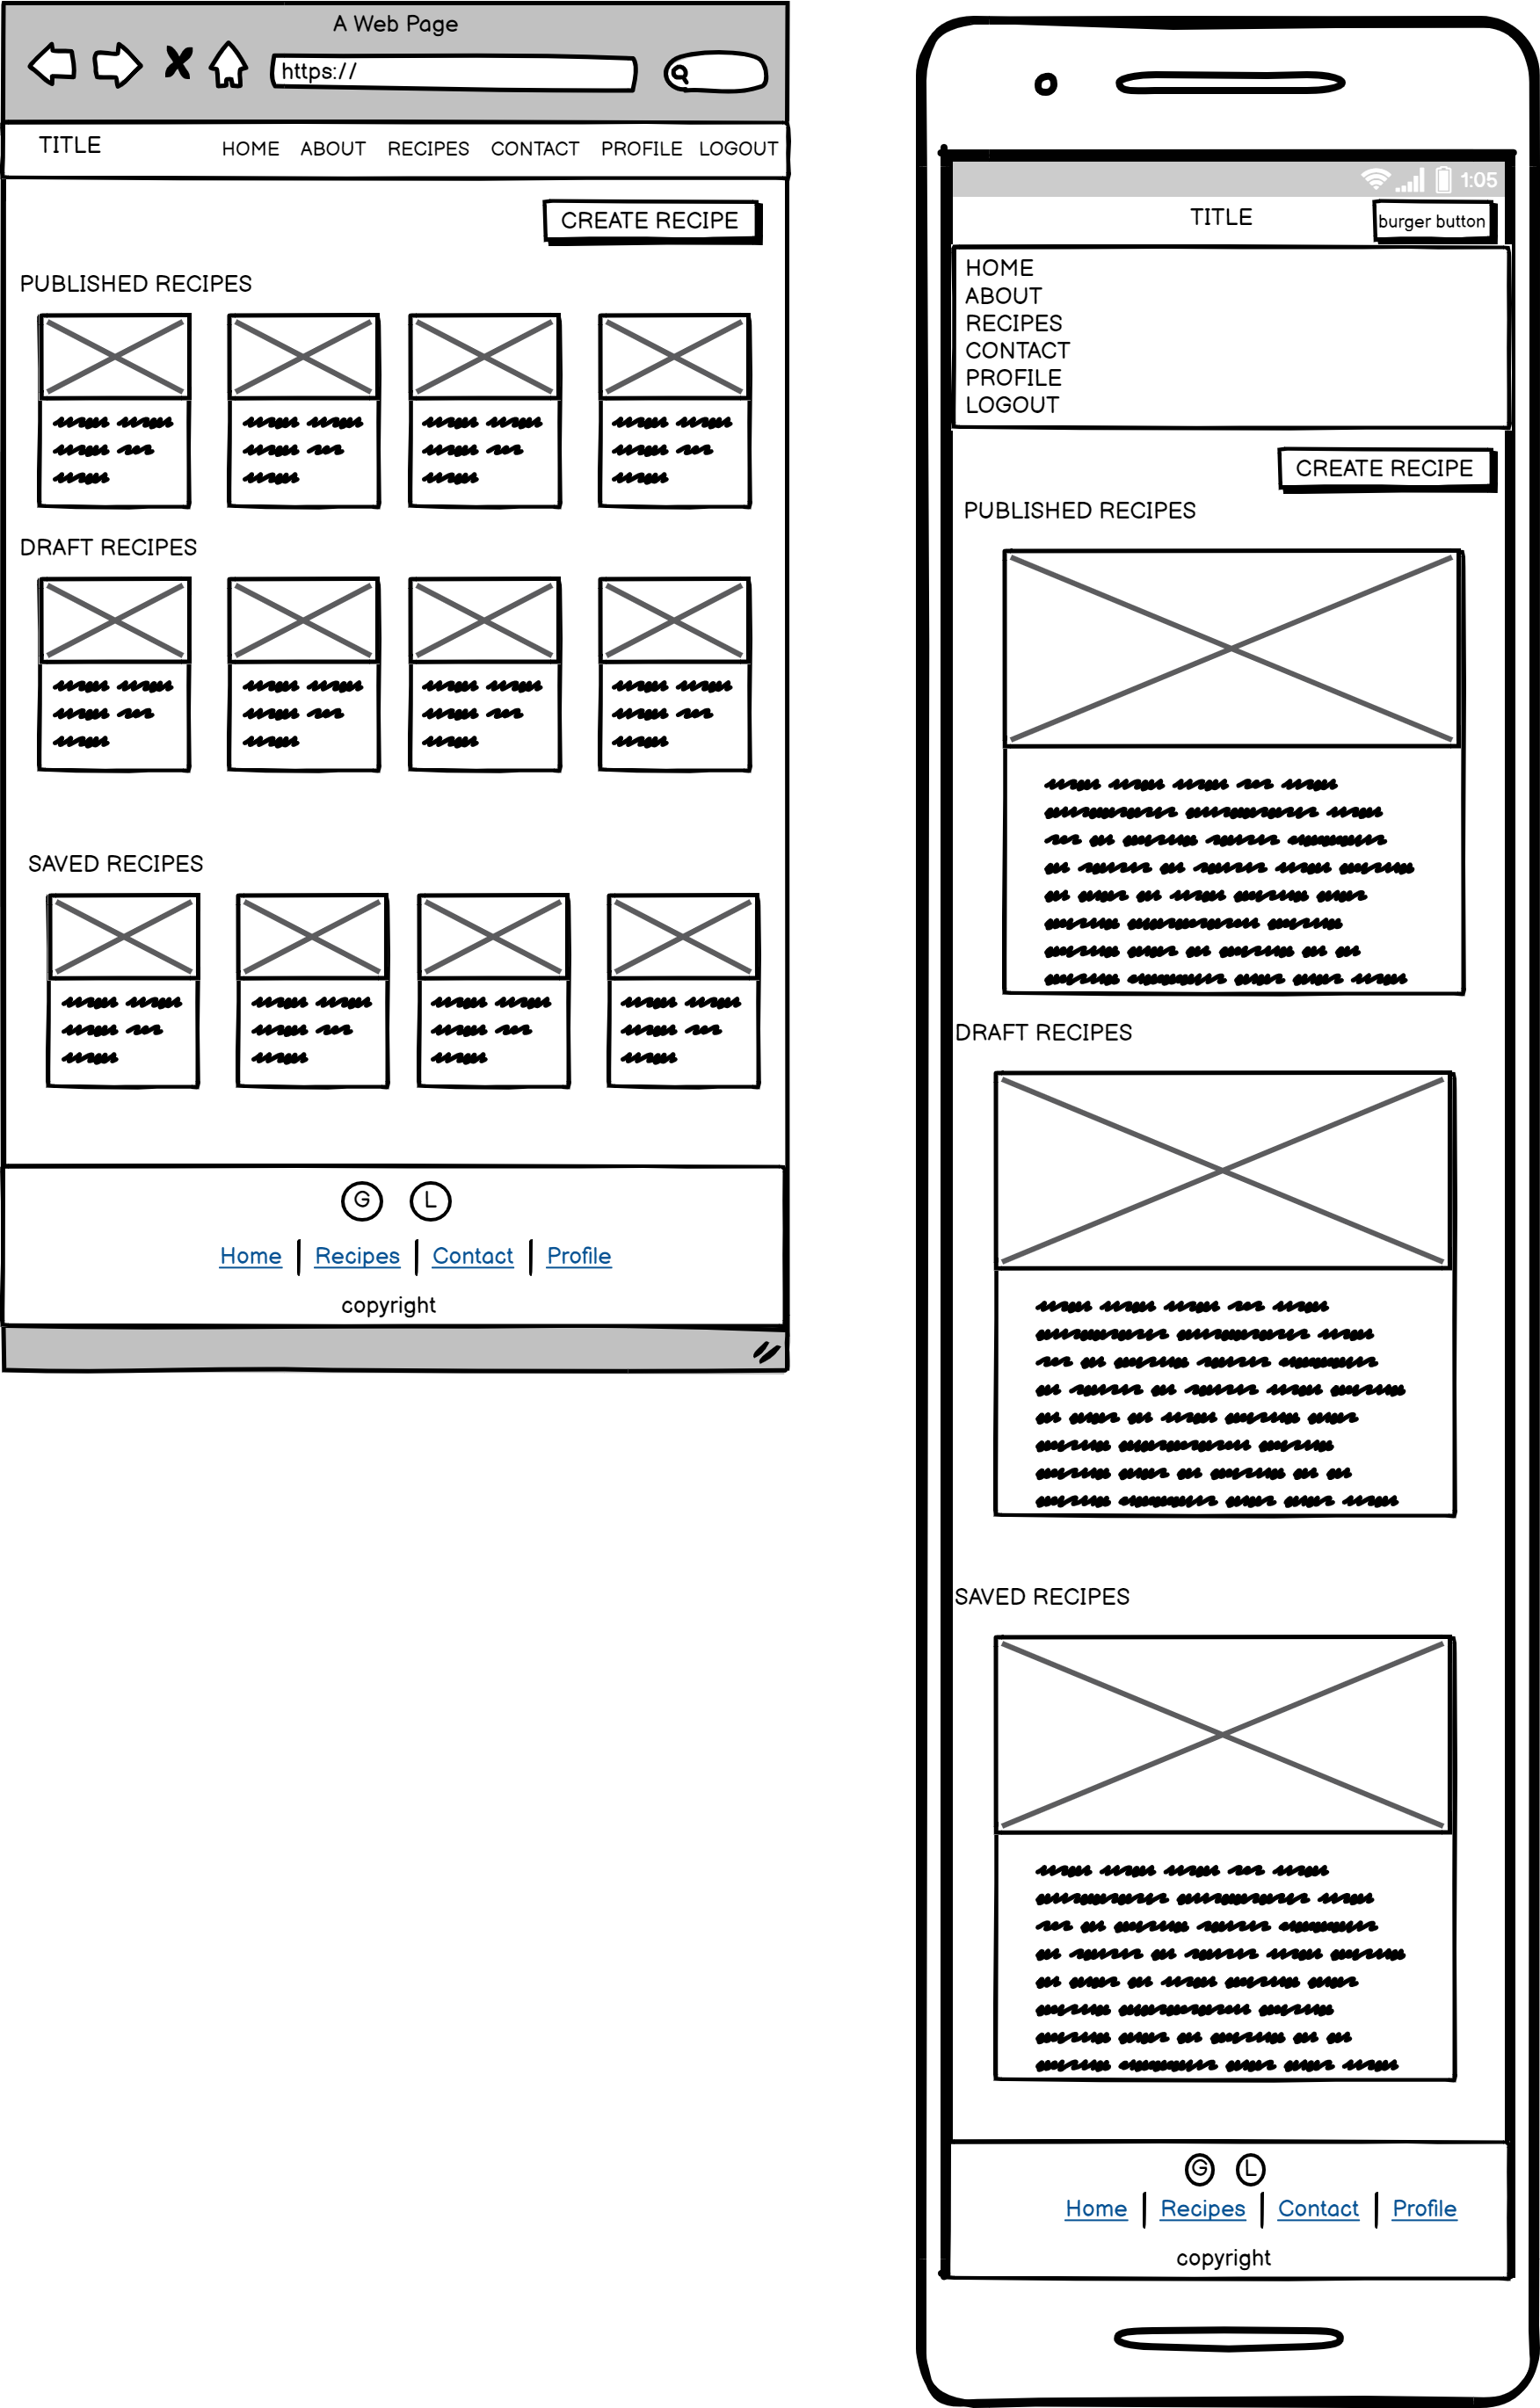 A Web Page
https://
TITLE HOME ABOUT RECIPES CONTACT PROFILE LOGOUT
CREATE RECIPE
PUBLISHED RECIPES
DRAFT RECIPES
SAVED RECIPES
G L
Home Recipes Contact Profile
copyright
1:05
TITLE burger button
HOME
ABOUT
RECIPES
CONTACT
PROFILE
LOGOUT
CREATE RECIPE
PUBLISHED RECIPES
DRAFT RECIPES
SAVED RECIPES
G L
Home Recipes Contact Profile
copyright